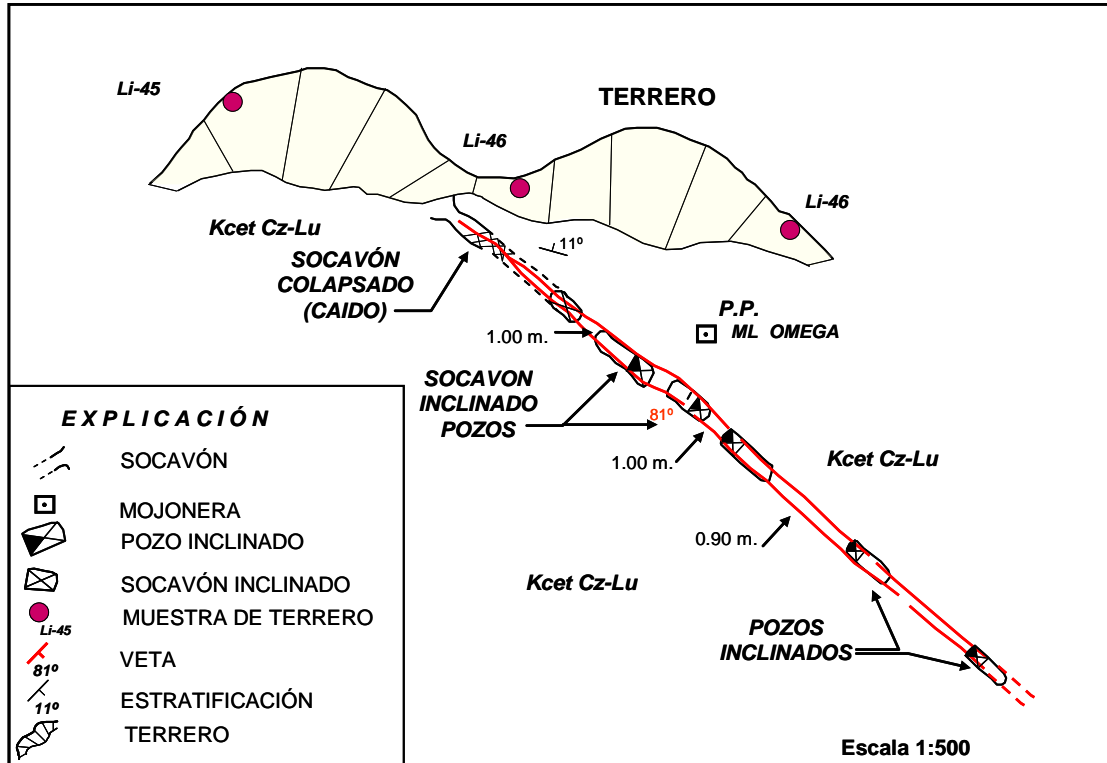 Li-45
TERRERO
Li-46
Li-46
Kcet Cz-Lu
11º
SOCAVÓN
COLAPSADO
(CAIDO)
P.P.
ML OMEGA
1.00 m.
SOCAVON
INCLINADO
POZOS
81º
1.00 m.
Kcet Cz-Lu
0.90 m.
Kcet Cz-Lu
POZOS
INCLINADOS
Escala 1:500
EXPLICACIÓN
SOCAVÓN
MOJONERA
POZO INCLINADO
SOCAVÓN INCLINADO
MUESTRA DE TERRERO
Li-45
VETA
81º
ESTRATIFICACIÓN
11º
TERRERO